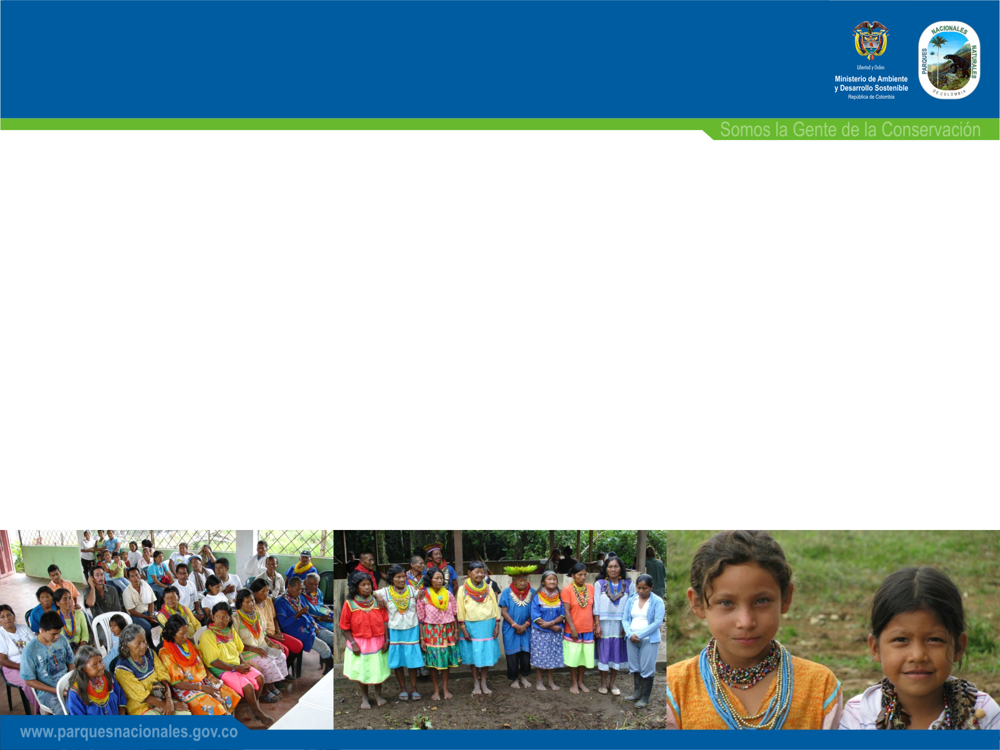 Libertad y Orden
Ministerio de Ambiente
y Desarrollo Sostenible
República de Colombia
PARQUES
NACIONALES
NATURALES
DE COLOMBIA
Somos la Gente de la Conservación
www.parquesnacionales.gov.co